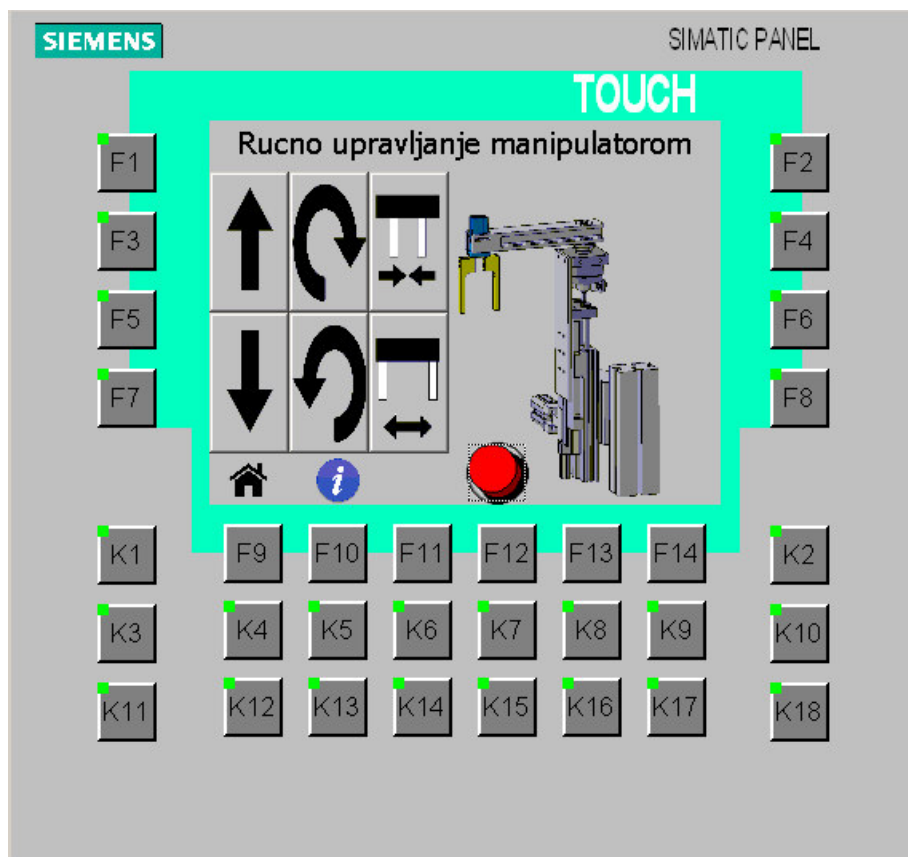 SIEMENS SIMATIC PANEL
TOUCH
Rucno upravljanje manipulatorom
F1 F2
F3 F4
F5 F6
F7 F8
i
K1 F9 F10 F11 F12 F13 F14 K2
K3 K4 K5 K6 K7 K8 K9 K10
K11 K12 K13 K14 K15 K16 K17 K18